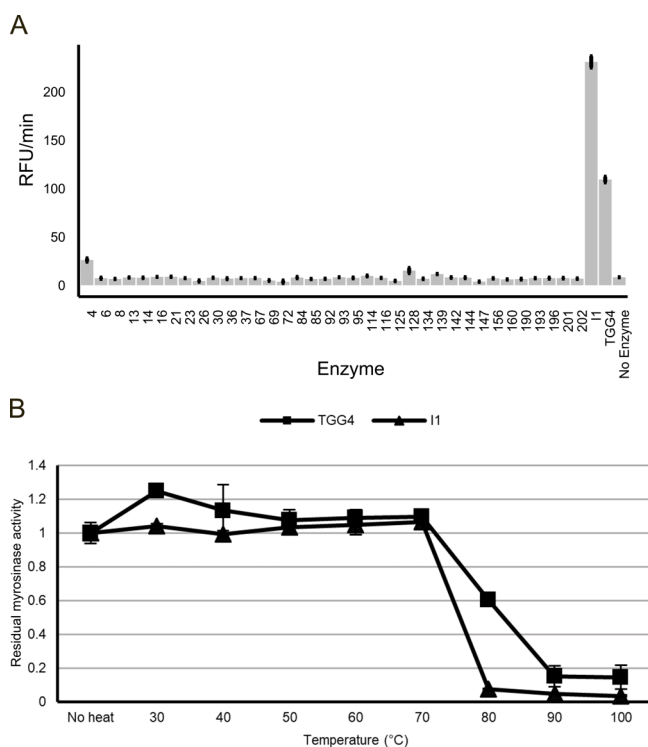 A
RFU/min
200
150
100
50
0
4 6 8 13 14 16 21 23 26 30 36 37 67 69 72 84 85 92 93 95 114 116 125 128 134 139 142 144 147 156 160 190 193 196 201 202 I1 TGG4 No Enzyme
Enzyme
B
TGG4 I1
Residual myrosinase activity
1.4
1.2
1
0.8
0.6
0.4
0.2
0
No heat 30 40 50 60 70 80 90 100
Temperature (°C)